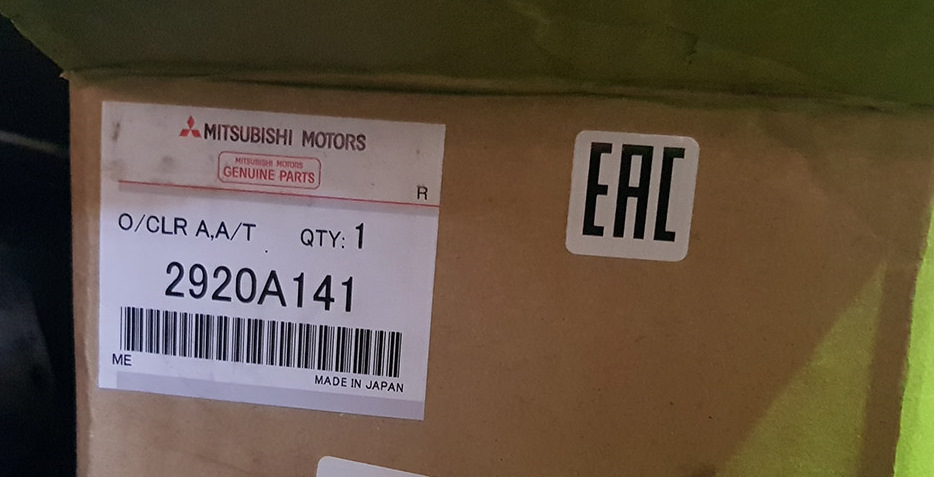 MITSUBISHI MOTORS
MITSUBISHI MOTORS
GENUINE PARTS
R
O/CLR A,A/T QTY: 1
2920A141
ME
MADE IN JAPAN
EAC